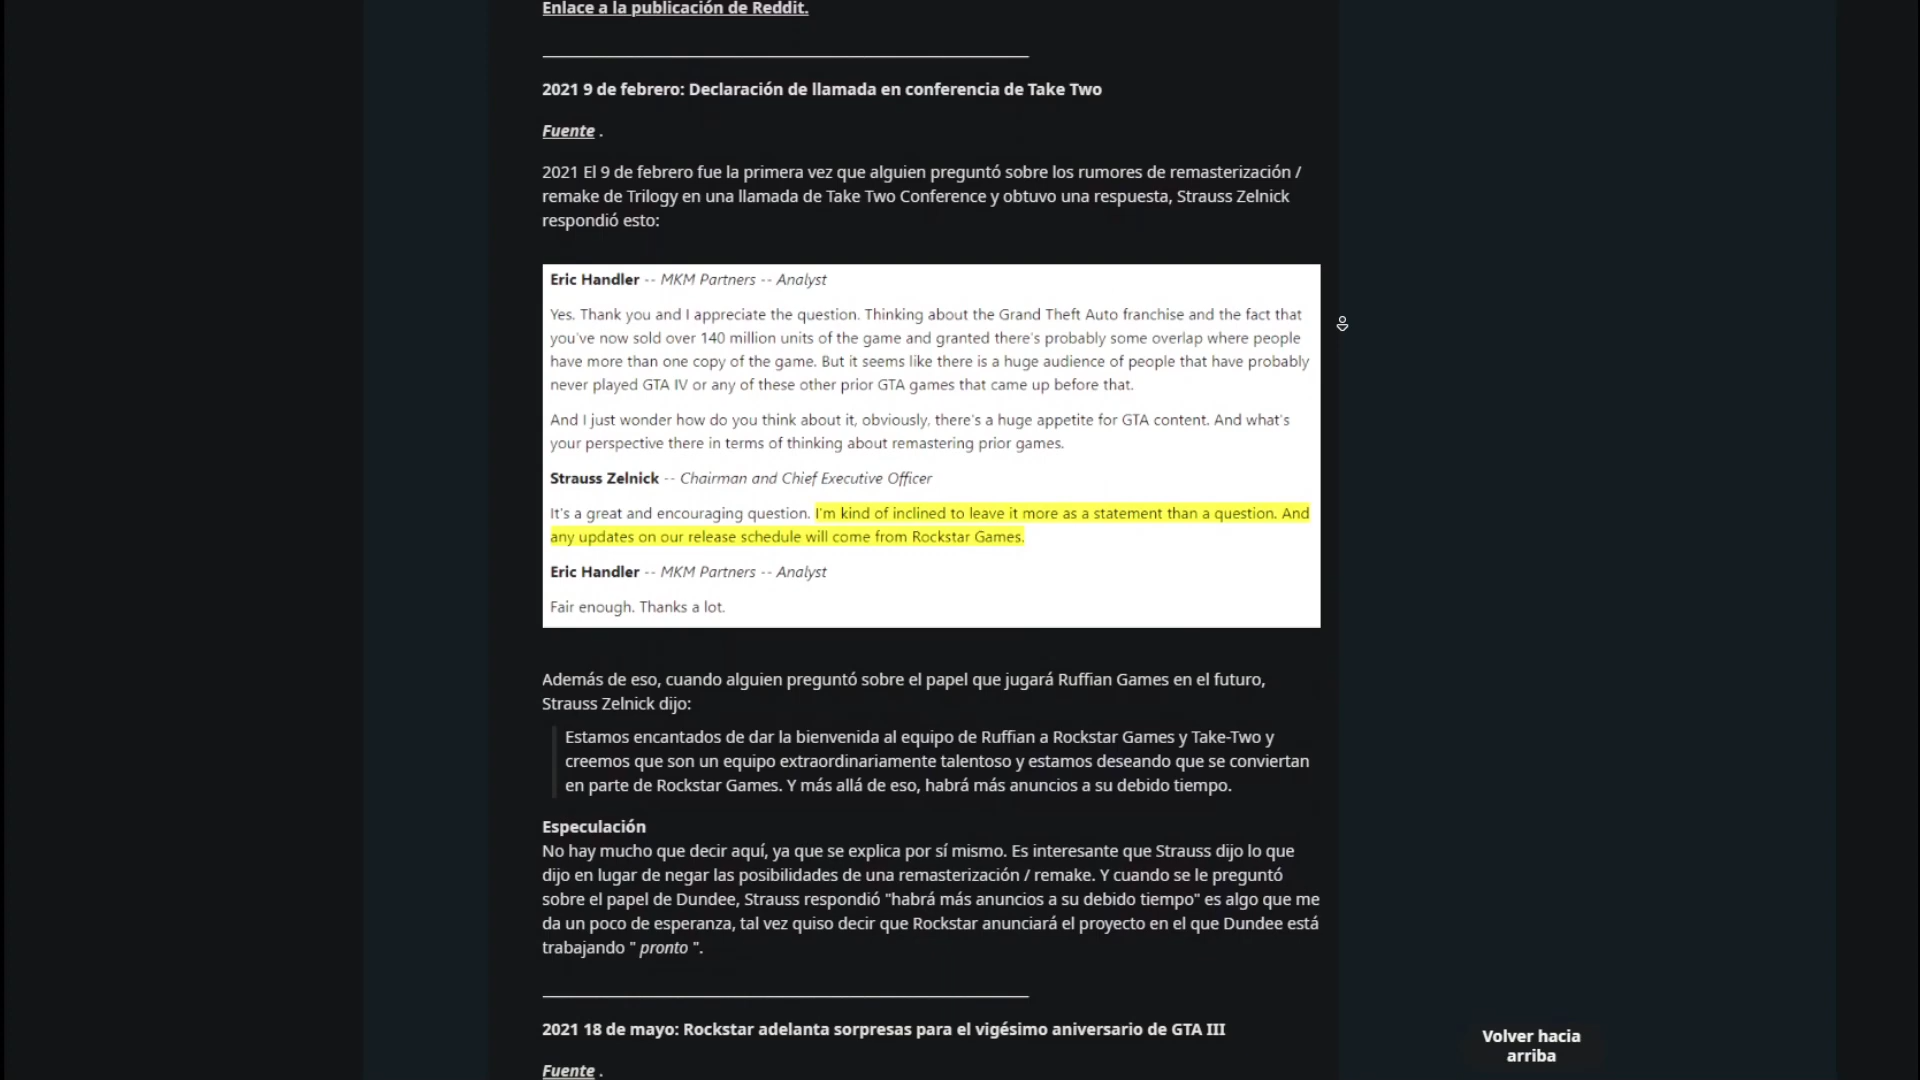 Enlace a la publicación de Reddit.
2021 9 de febrero: Declaración de llamada en conferencia de Take Two
Fuente .
2021 El 9 de febrero fue la primera vez que alguien preguntó sobre los rumores de remasterización /
remake de Trilogy en una llamada de Take Two Conference y obtuvo una respuesta, Strauss Zelnick
respondió esto:
Eric Handler -- MKM Partners -- Analyst
Yes. Thank you and I appreciate the question. Thinking about the Grand Theft Auto franchise and the fact that
you've now sold over 140 million units of the game and granted there's probably some overlap where people
have more than one copy of the game. But it seems like there is a huge audience of people that have probably
never played GTA IV or any of these other prior GTA games that came up before that.
And I just wonder how do you think about it, obviously, there's a huge appetite for GTA content. And what's
your perspective there in terms of thinking about remastering prior games.
Strauss Zelnick -- Chairman and Chief Executive Officer
It's a great and encouraging question. I'm kind of inclined to leave it more as a statement than a question. And
any updates on our release schedule will come from Rockstar Games.
Eric Handler -- MKM Partners -- Analyst
Fair enough. Thanks a lot.
Además de eso, cuando alguien preguntó sobre el papel que jugará Ruffian Games en el futuro,
Strauss Zelnick dijo:
Estamos encantados de dar la bienvenida al equipo de Ruffian a Rockstar Games y Take-Two y
creemos que son un equipo extraordinariamente talentoso y estamos deseando que se conviertan
en parte de Rockstar Games. Y más allá de eso, habrá más anuncios a su debido tiempo.
Especulación
No hay mucho que decir aquí, ya que se explica por sí mismo. Es interesante que Strauss dijo lo que
dijo en lugar de negar las posibilidades de una remasterización / remake. Y cuando se le preguntó
sobre el papel de Dundee, Strauss respondió "habrá más anuncios a su debido tiempo" es algo que me
da un poco de esperanza, tal vez quiso decir que Rockstar anunciará el proyecto en el que Dundee está
trabajando " pronto ".
2021 18 de mayo: Rockstar adelanta sorpresas para el vigésimo aniversario de GTA III
Fuente .
Volver hacia
arriba